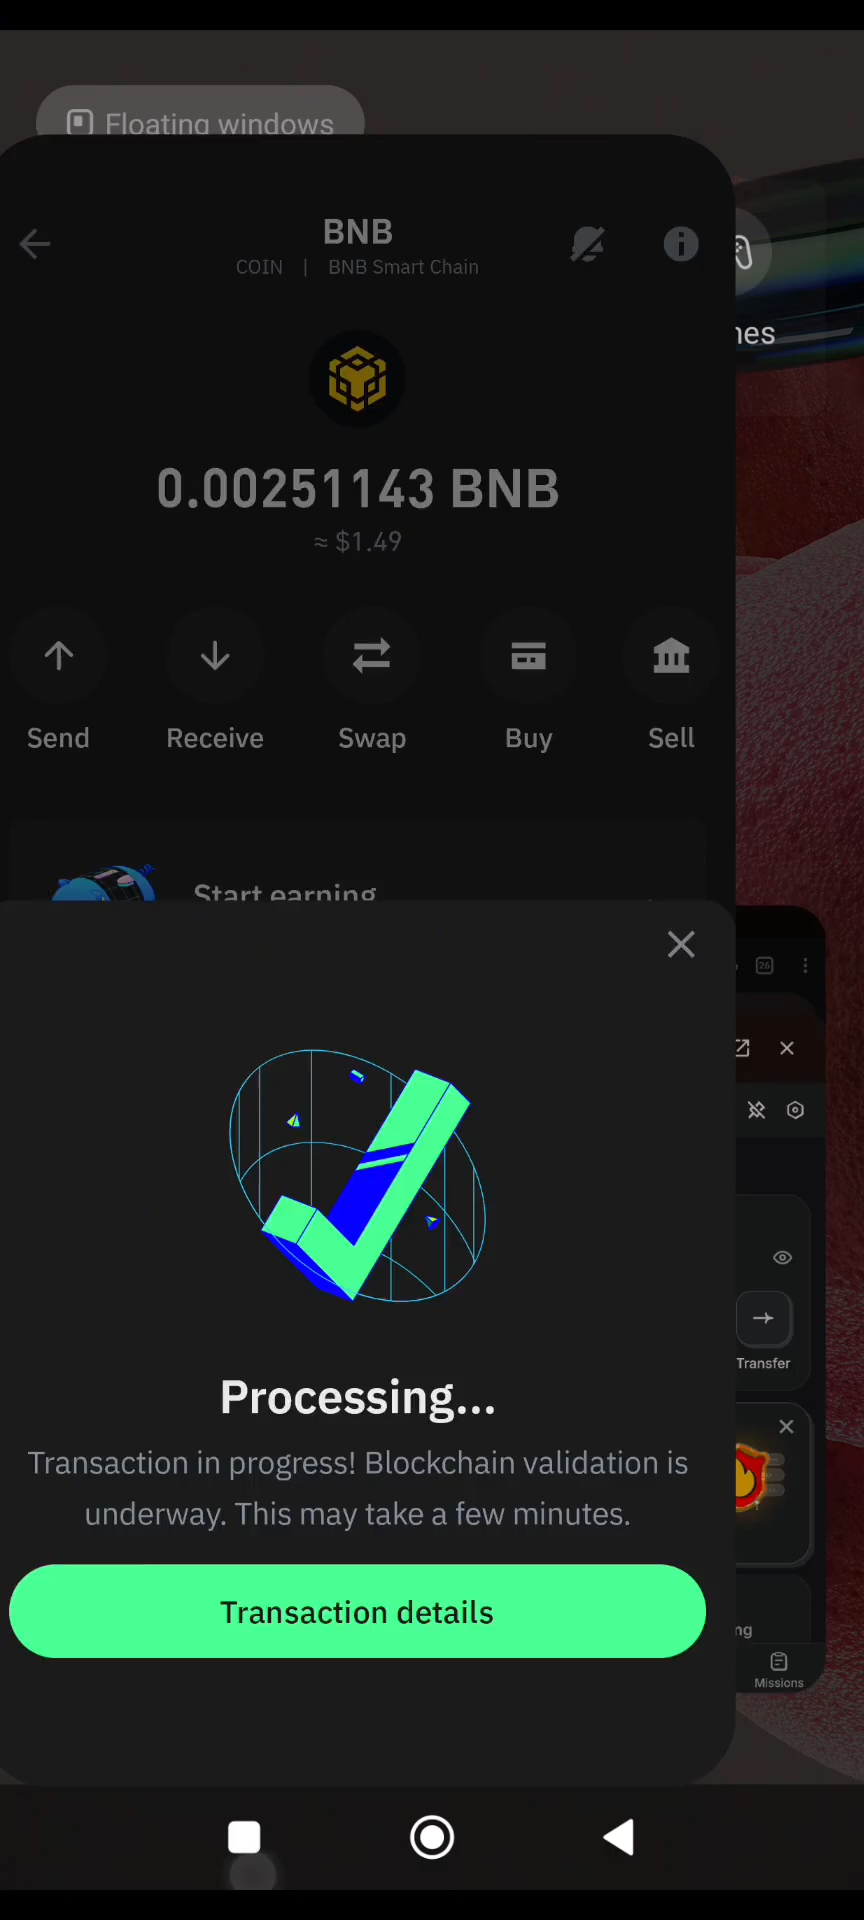 Floating windows
BNB
COIN | BNB Smart Chain
0.00251143 BNB
≈ $1.49
Send
Receive
Swap
Buy
Sell
Start earning
26
Processing...
Transaction in progress! Blockchain validation is
underway. This may take a few minutes.
Transfer
Transaction details
Missions